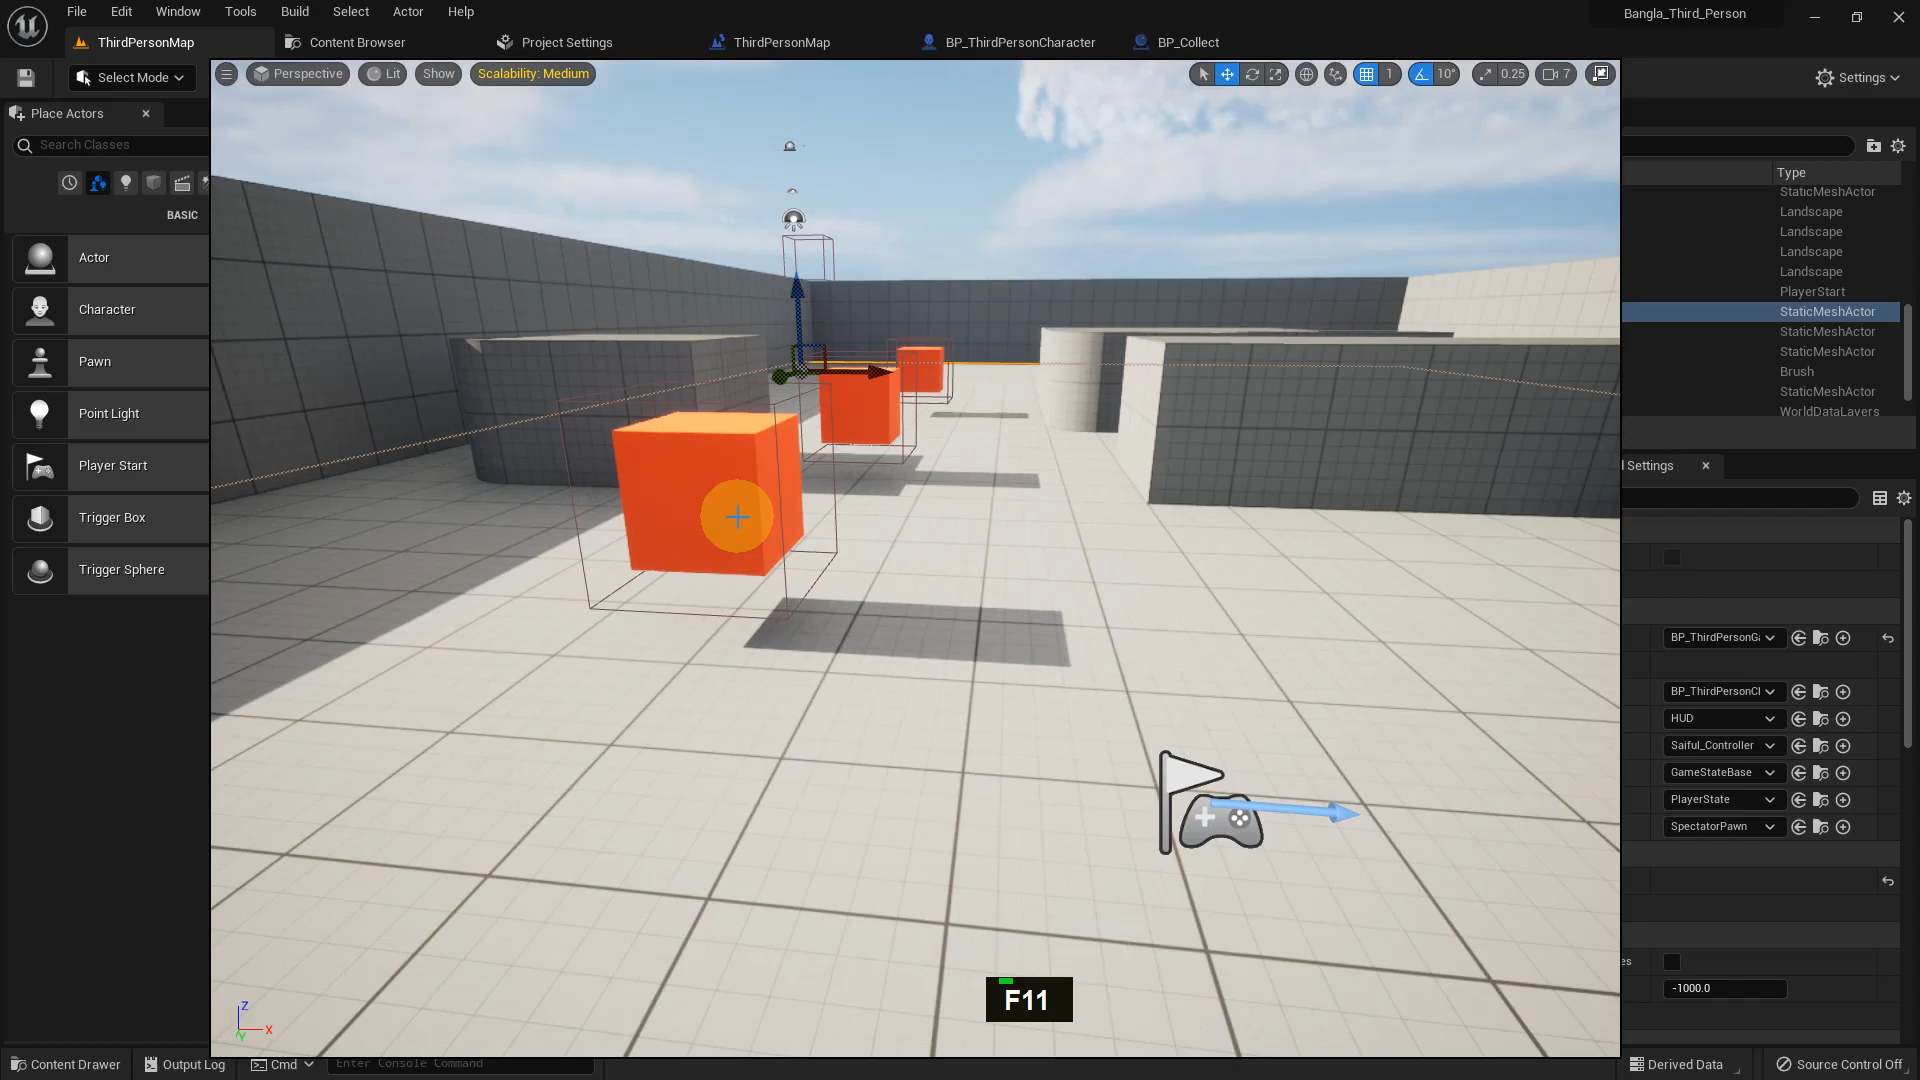 File Edit Window Tools Build Select Actor Help
Bangla_Third_Person
ThirdPersonMap
Content Browser
Project Settings
ThirdPersonMap
BP_ThirdPersonCharacter
BP_Collect
Select Mode
Perspective
Lit
Show
Scalability: Medium
1
10°
0.25
7
Settings
Place Actors
Search Classes
BASIC
Actor
Character
Pawn
Point Light
Player Start
Trigger Box
Trigger Sphere
Type
StaticMeshActor
Landscape
Landscape
Landscape
Landscape
PlayerStart
StaticMeshActor
StaticMeshActor
StaticMeshActor
Brush
StaticMeshActor
WorldDataLayers
Settings
BP_ThirdPersonG
BP_ThirdPersonCl
HUD
Saiful_Controller
GameStateBase
PlayerState
SpectatorPawn
es
-1000.0
Z
X
Y
F11
Content Drawer
Output Log
Cmd
Enter Console Command
Derived Data
Source Control Off